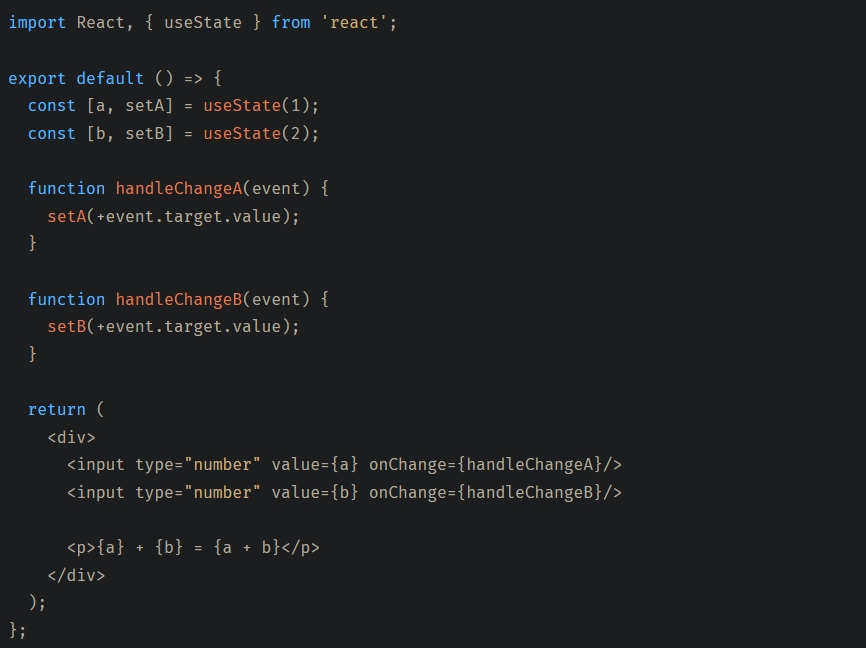 import React, { useState } from 'react';

export default () => {
  const [a, setA] = useState(1);
  const [b, setB] = useState(2);

  function handleChangeA(event) {
    setA(+event.target.value);
  }

  function handleChangeB(event) {
    setB(+event.target.value);
  }

  return (
    <div>
      <input type="number" value={a} onChange={handleChangeA}/>
      <input type="number" value={b} onChange={handleChangeB}/>

      <p>{a} + {b} = {a + b}</p>
    </div>
  );
};